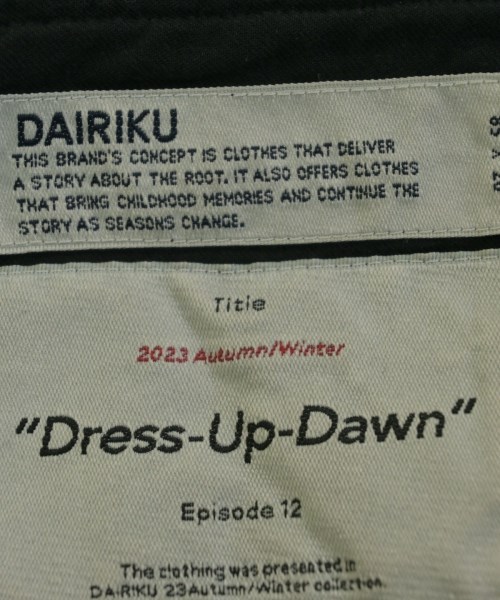 DAIRIKU
THIS BRAND'S CONCEPT IS CLOTHES THAT DELIVER
A STORY ABOUT THE ROOT. IT ALSO OFFERS CLOTHES
THAT BRING CHILDHOOD MEMORIES AND CONTINUE THE
STORY AS SEASONS CHANGE.
Title
2023 Autumn/Winter
"Dress-Up-Dawn"
Episode 12
The clothing was presented in
DAIRIKU 23 Autumn/Winter collection.